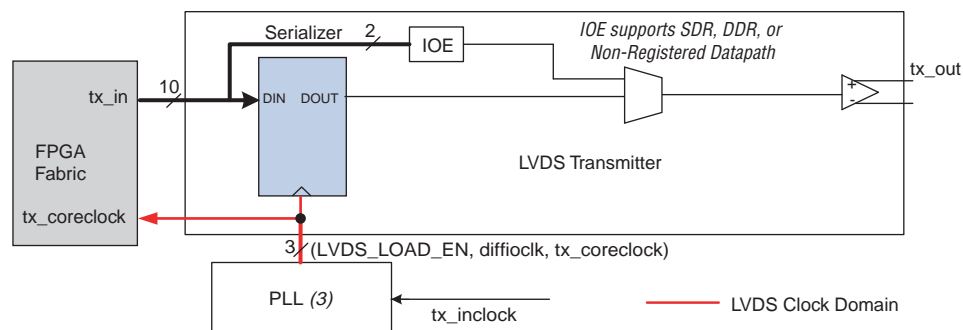 Serializer
2
IOE
IOE supports SDR, DDR, or
Non-Registered Datapath
tx_out
10
tx_in
DIN DOUT
+
-
FPGA
Fabric
LVDS Transmitter
tx_coreclock
3 (LVDS_LOAD_EN, diffioclk, tx_coreclock)
PLL (3)
tx_inclock
LVDS Clock Domain